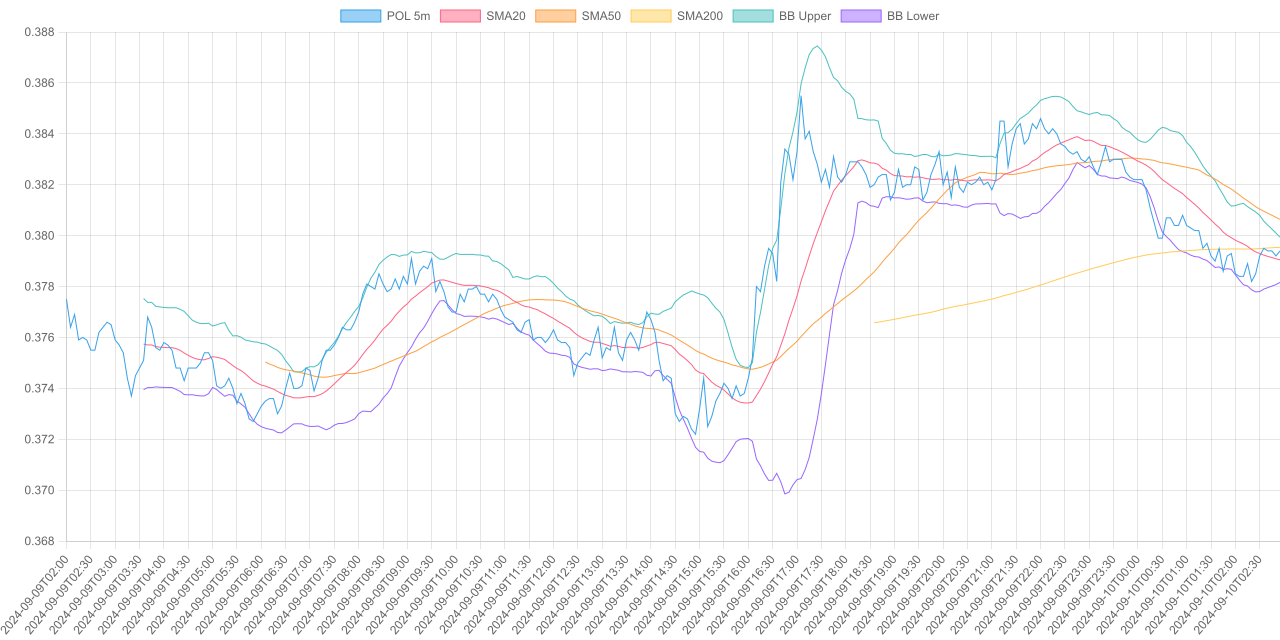 POL 5m SMA20 SMA50 SMA200 BB Upper BB Lower
0.388
0.386
0.384
0.382
0.380
0.378
0.376
0.374
0.372
0.370
0.368
2024-09-09T02:00
2024-09-09T02:30
2024-09-09T03:00
2024-09-09T03:30
2024-09-09T04:00
2024-09-09T04:30
2024-09-09T05:00
2024-09-09T05:30
2024-09-09T06:00
2024-09-09T06:30
2024-09-09T07:00
2024-09-09T07:30
2024-09-09T08:00
2024-09-09T08:30
2024-09-09T09:00
2024-09-09T09:30
2024-09-09T10:00
2024-09-09T10:30
2024-09-09T11:00
2024-09-09T11:30
2024-09-09T12:00
2024-09-09T12:30
2024-09-09T13:00
2024-09-09T13:30
2024-09-09T14:00
2024-09-09T14:30
2024-09-09T15:00
2024-09-09T15:30
2024-09-09T16:00
2024-09-09T16:30
2024-09-09T17:00
2024-09-09T17:30
2024-09-09T18:00
2024-09-09T18:30
2024-09-09T19:00
2024-09-09T19:30
2024-09-09T20:00
2024-09-09T20:30
2024-09-09T21:00
2024-09-09T21:30
2024-09-09T22:00
2024-09-09T22:30
2024-09-09T23:00
2024-09-09T23:30
2024-09-10T00:00
2024-09-10T00:30
2024-09-10T01:00
2024-09-10T01:30
2024-09-10T02:00
2024-09-10T02:30